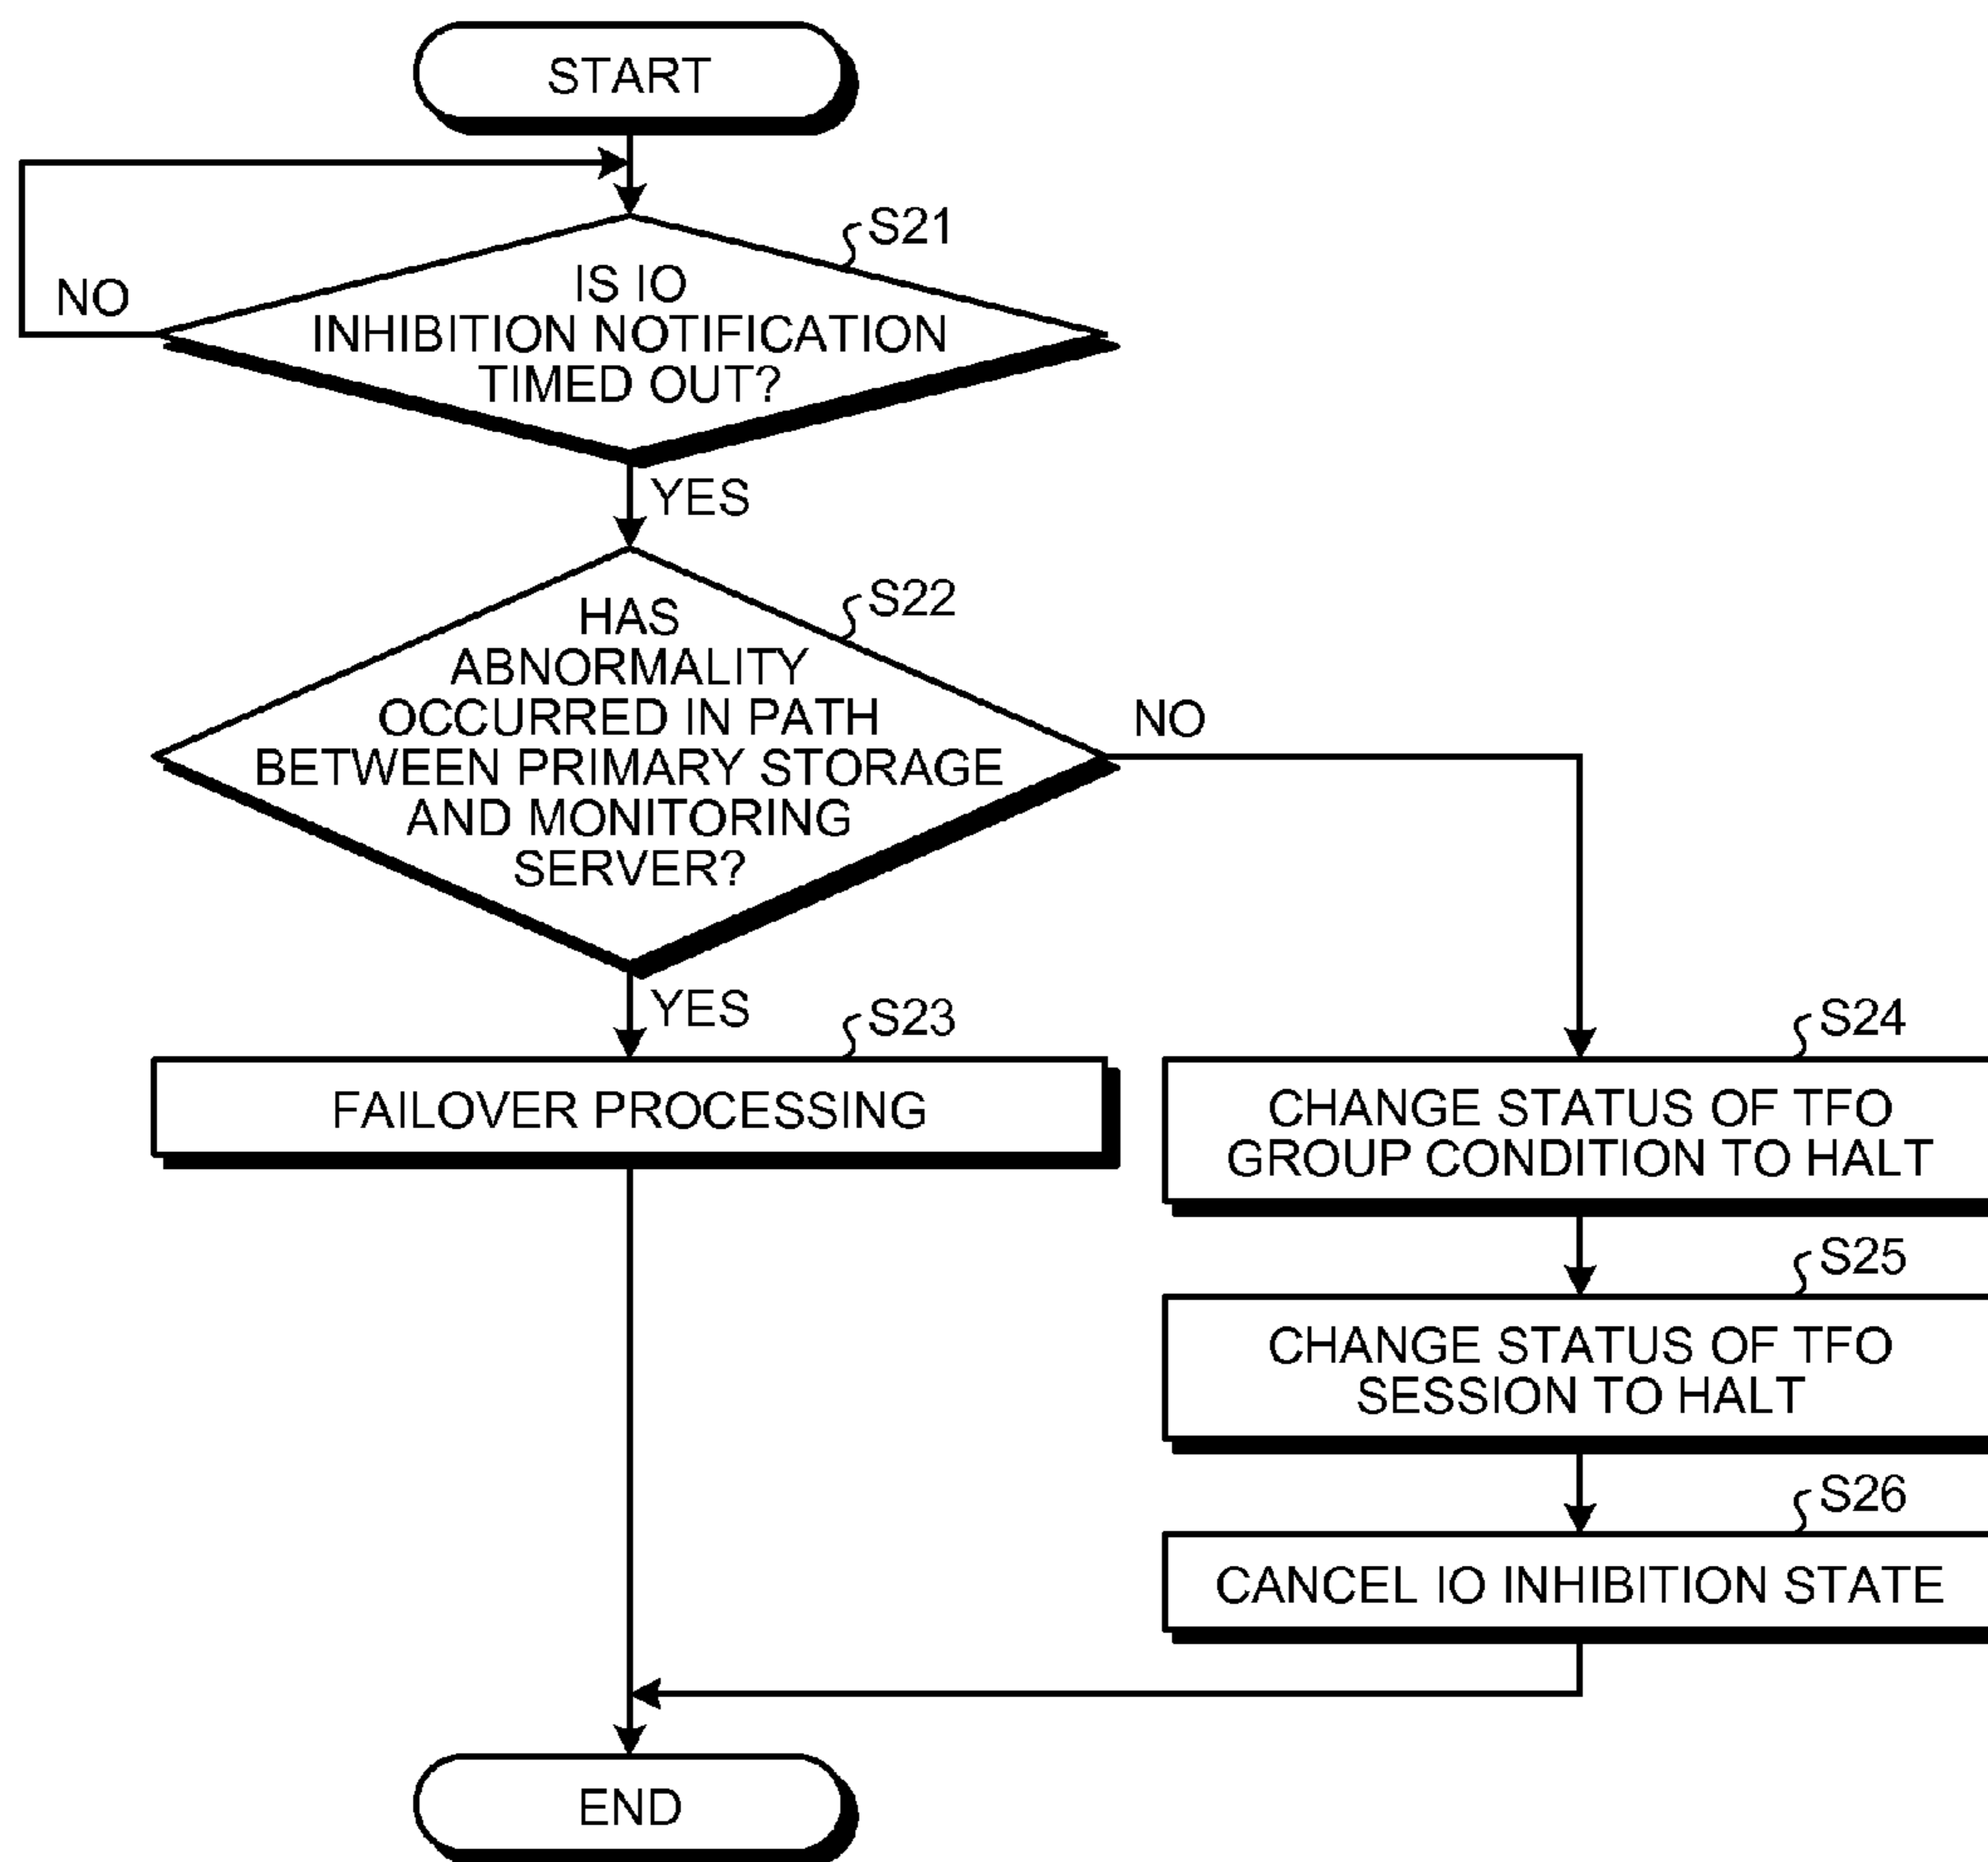 START
S21
IS IO
INHIBITION NOTIFICATION
TIMED OUT?
NO
YES
S22
HAS
ABNORMALITY
OCCURRED IN PATH
BETWEEN PRIMARY STORAGE
AND MONITORING
SERVER?
NO
YES
S23
FAILOVER PROCESSING
S24
CHANGE STATUS OF TFO
GROUP CONDITION TO HALT
S25
CHANGE STATUS OF TFO
SESSION TO HALT
S26
CANCEL IO INHIBITION STATE
END